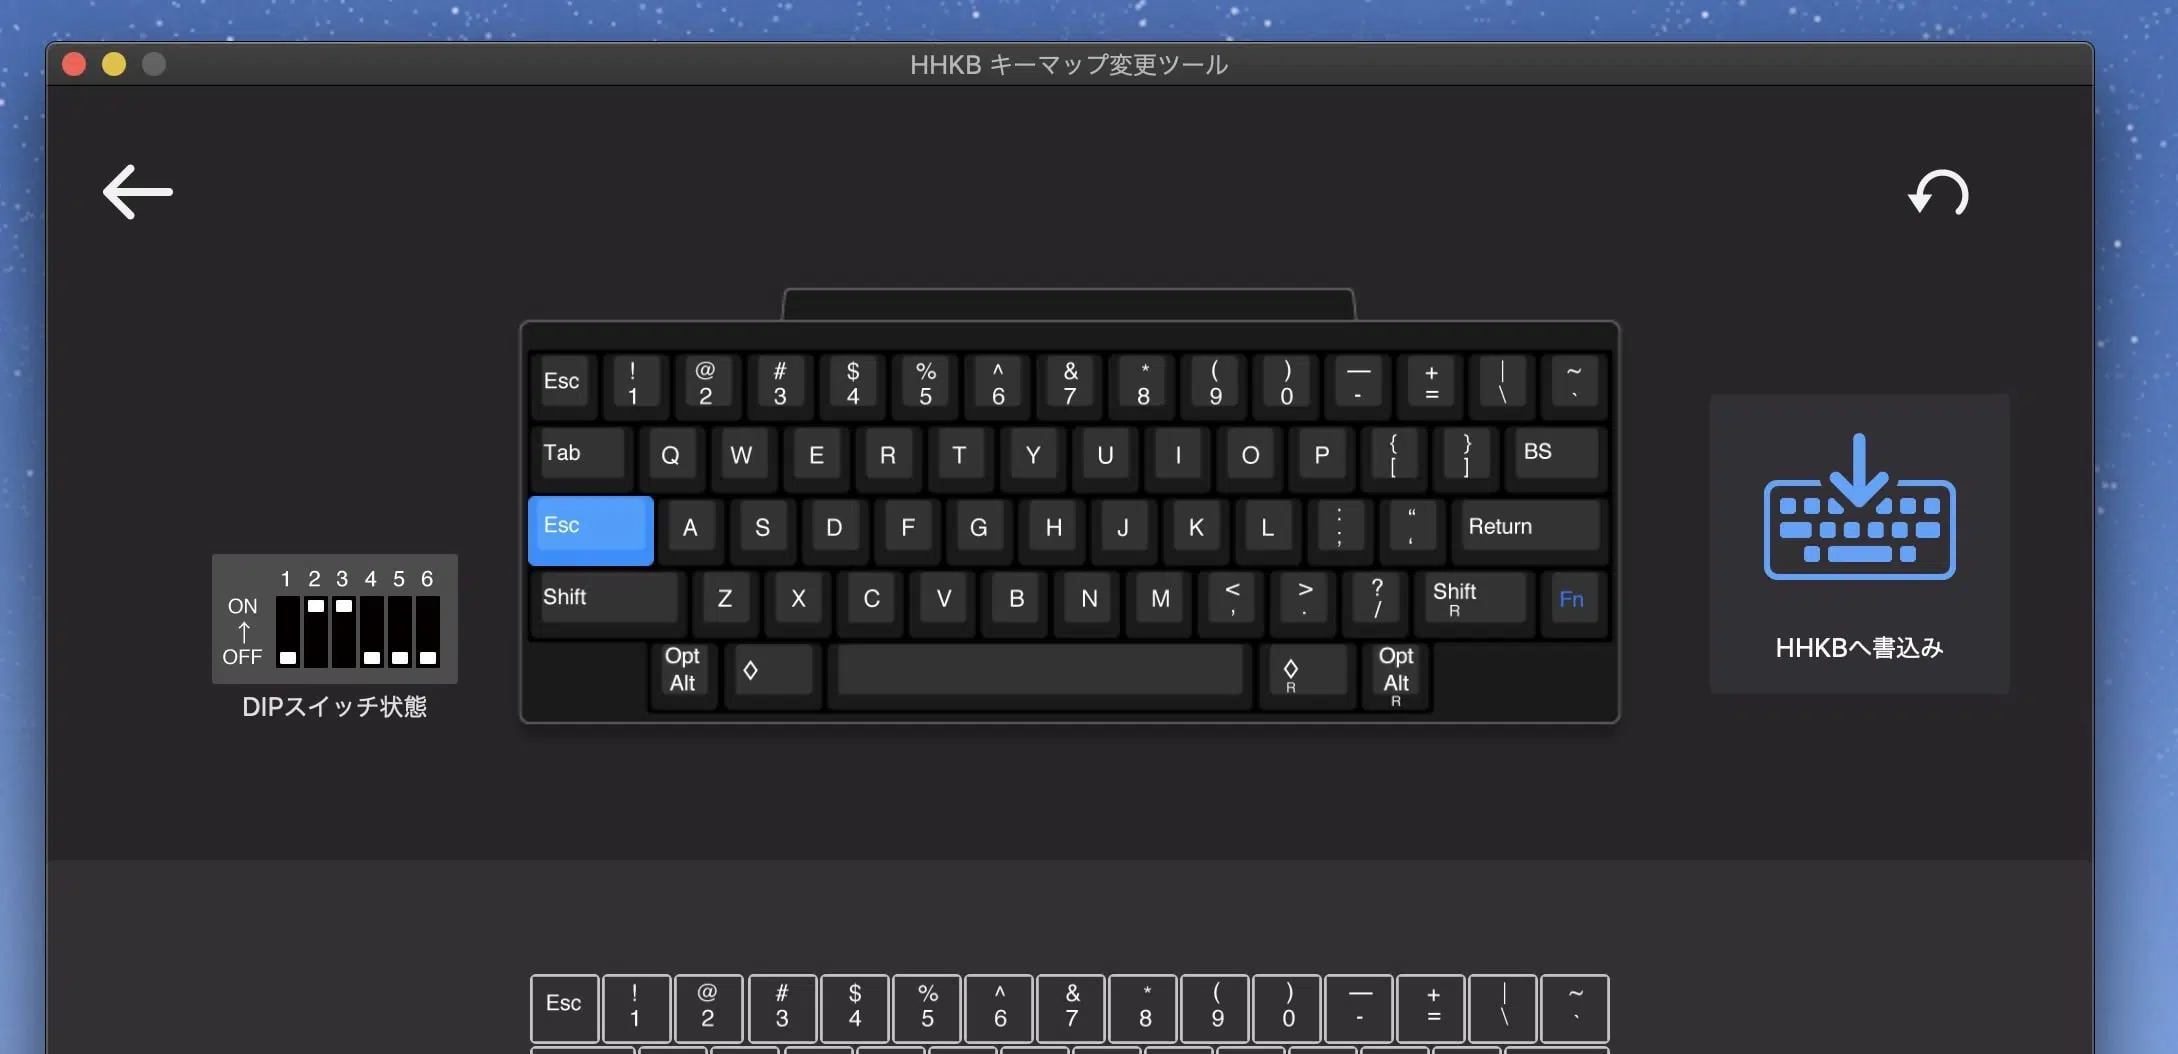 HHKB キーマップ変更ツール
Esc ! 1 @ 2 # 3 $ 4 % 5 ^ 6 & 7 * 8 ( 9 ) 0 — - + = | \ ~ `
Tab Q W E R T Y U I O P { [ } ] BS
Esc A S D F G H J K L : ; “ ‘ Return
Shift Z X C V B N M < , > . ? / Shift R Fn
Opt Alt ◇ ◇ R Opt Alt R
1 2 3 4 5 6
ON
↑
OFF
DIPスイッチ状態
HHKBへ書込み
Esc ! 1 @ 2 # 3 $ 4 % 5 ^ 6 & 7 * 8 ( 9 ) 0 — - + = | \ ~ `